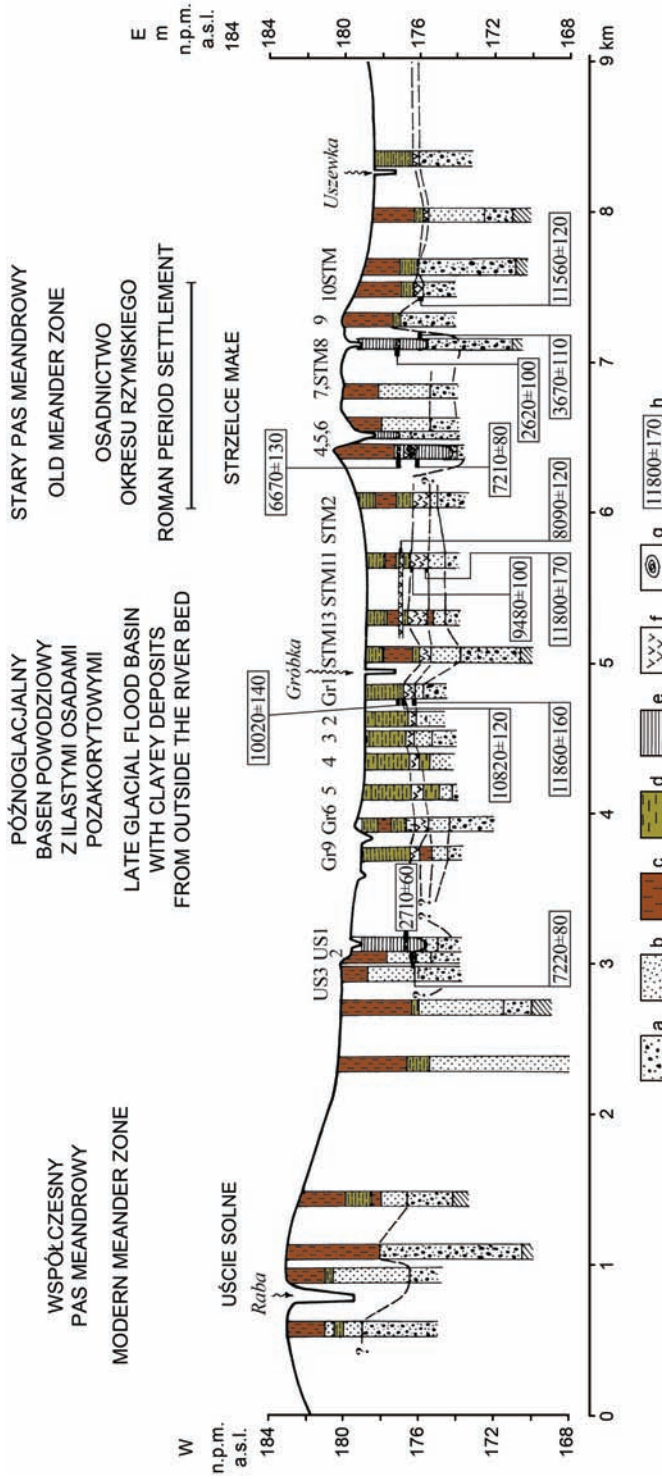 WSPÓŁCZESNY
PAS MEANDROWY
MODERN MEANDER ZONE
PÓŹNOGLACJALNY
BASEN POWODZIOWY
Z ILASTYMI OSADAMI
POZAKORYTOWYMI
LATE GLACIAL FLOOD BASIN
WITH CLAYEY DEPOSITS
FROM OUTSIDE THE RIVER BED
STARY PAS MEANDROWY
OLD MEANDER ZONE
OSADNICTWO
OKRESU RZYMSKIEGO
ROMAN PERIOD SETTLEMENT
W
n.p.m.
a.s.l.
184
180
176
172
168
E
m
n.p.m.
a.s.l.
184
184
180
176
172
168
UŚCIE SOLNE
Raba
STRZELCE MAŁE
Gróbka
Uszewka
US3 US1
2
Gr9 Gr6 5 4 3 2 Gr1 STM13 STM11 STM2
4,5,6 7,STM8 9 10STM
10020±140
6670±130
2710±60
7220±80
11860±160
10820±120
11800±170
9480±100
8090±120
7210±80
2620±100
3670±110
11560±120
?
?
? ?
?
?
0 1 2 3 4 5 6 7 8 9 km
a b c d e f g h
11800±170